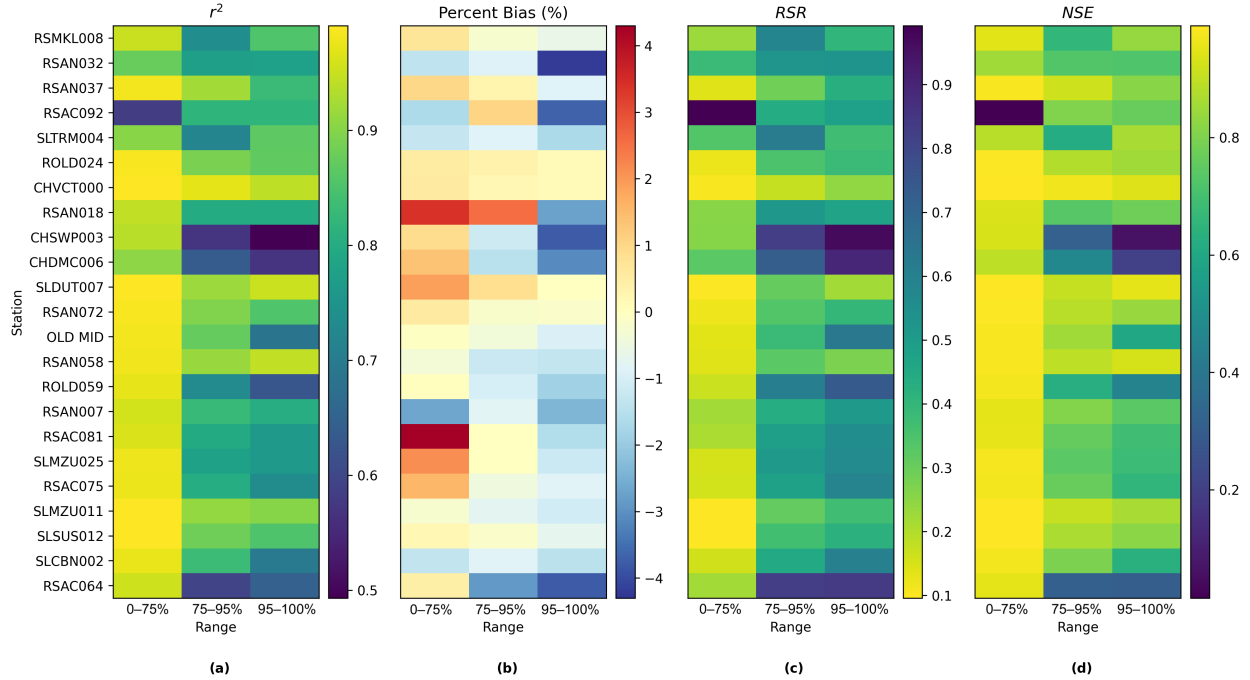 r²
Percent Bias (%)
RSR
NSE
Station
RSMKL008
RSAN032
RSAN037
RSAC092
SLTRM004
ROLD024
CHVCT000
RSAN018
CHSWP003
CHDMC006
SLDUT007
RSAN072
OLD MID
RSAN058
ROLD059
RSAN007
RSAC081
SLMZU025
RSAC075
SLMZU011
SLSUS012
SLCBN002
RSAC064
0–75% 75–95% 95–100%
Range
(a)
0.9
0.8
0.7
0.6
0.5
0–75% 75–95% 95–100%
Range
(b)
4
3
2
1
0
−1
−2
−3
−4
0–75% 75–95% 95–100%
Range
(c)
0.9
0.8
0.7
0.6
0.5
0.4
0.3
0.2
0.1
0–75% 75–95% 95–100%
Range
(d)
0.8
0.6
0.4
0.2